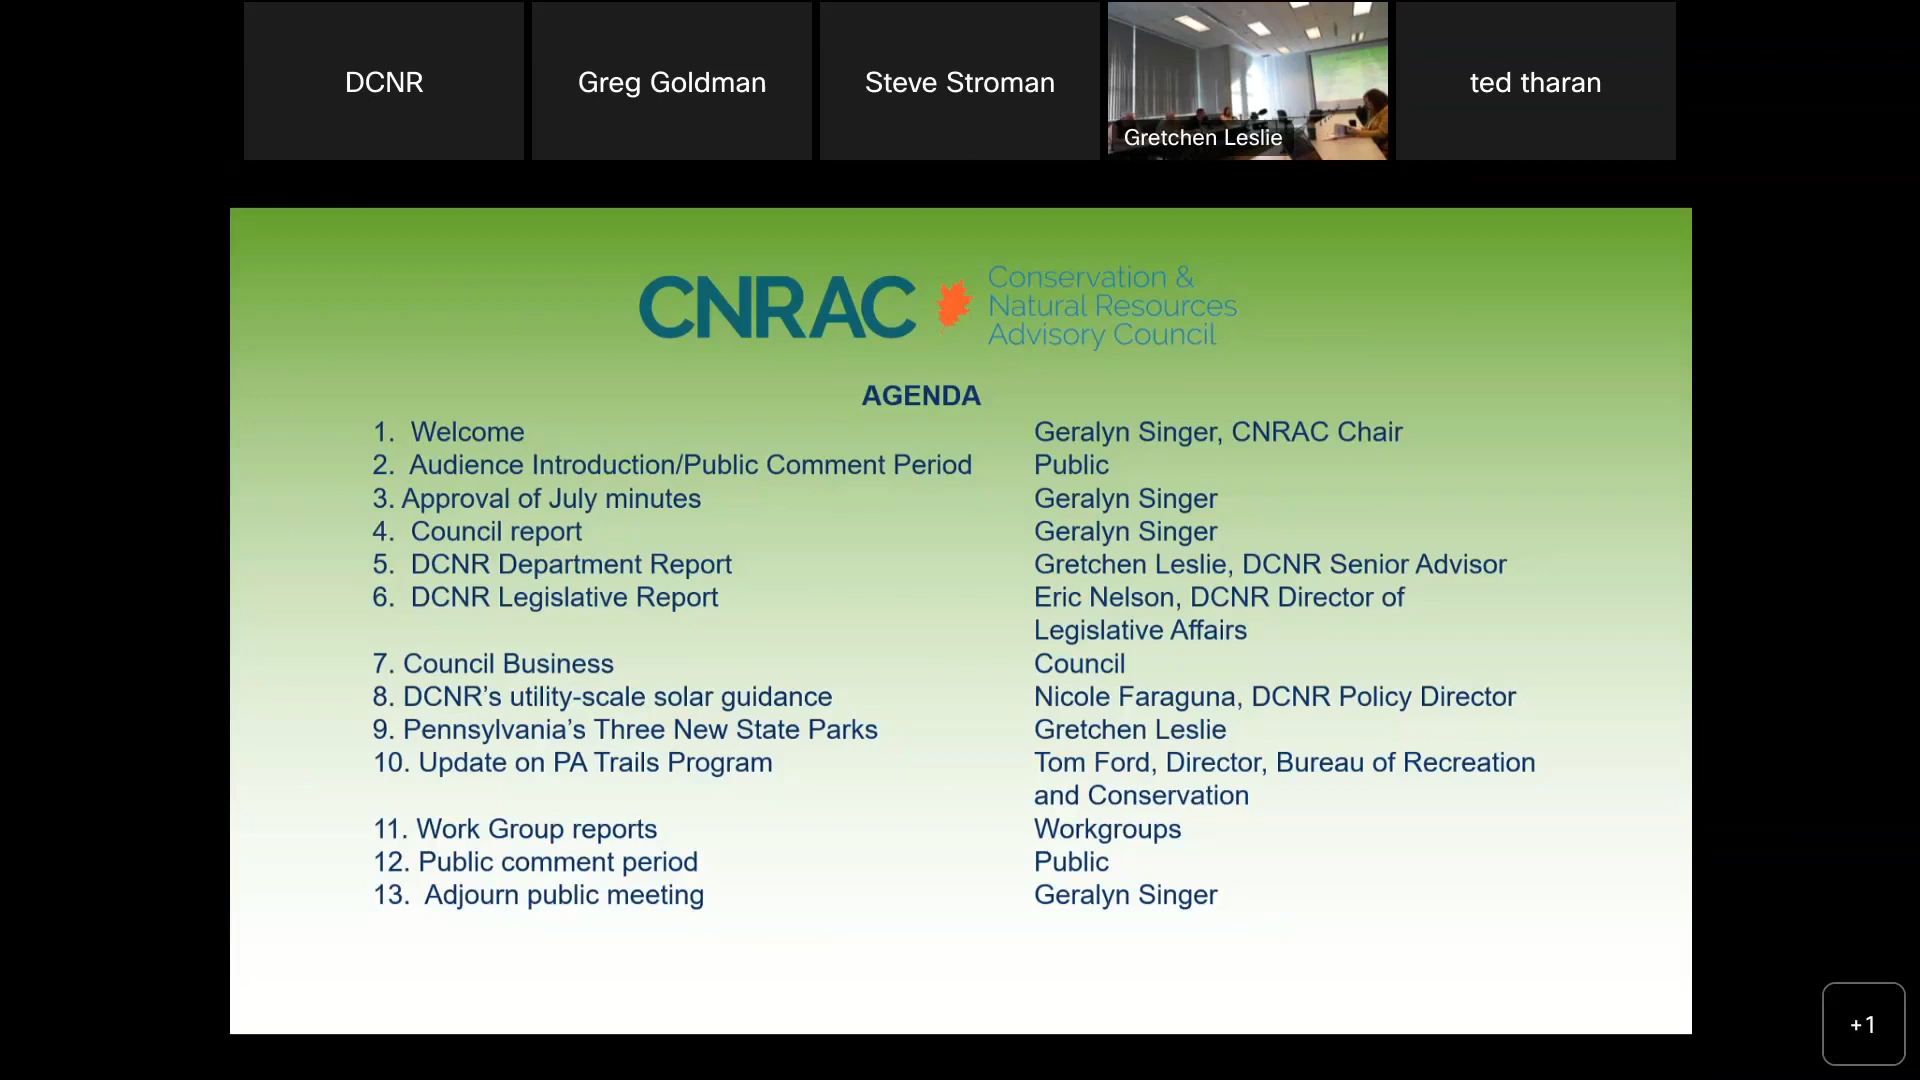 DCNR
Greg Goldman
Steve Stroman
Gretchen Leslie
ted tharan
CNRAC
Conservation &
Natural Resources
Advisory Council
AGENDA
1. Welcome Geralyn Singer, CNRAC Chair
2. Audience Introduction/Public Comment Period Public
3. Approval of July minutes Geralyn Singer
4. Council report Geralyn Singer
5. DCNR Department Report Gretchen Leslie, DCNR Senior Advisor
6. DCNR Legislative Report Eric Nelson, DCNR Director of
Legislative Affairs
7. Council Business Council
8. DCNR’s utility-scale solar guidance Nicole Faraguna, DCNR Policy Director
9. Pennsylvania’s Three New State Parks Gretchen Leslie
10. Update on PA Trails Program Tom Ford, Director, Bureau of Recreation
and Conservation
11. Work Group reports Workgroups
12. Public comment period Public
13. Adjourn public meeting Geralyn Singer
+1